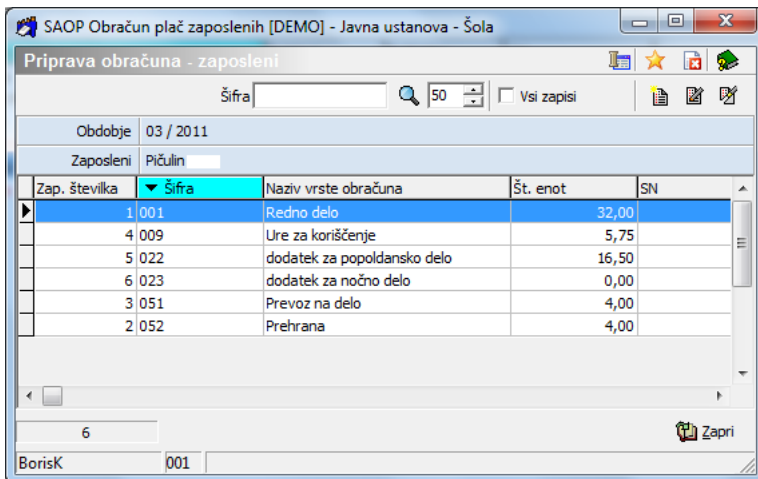 SAOP Obračun plač zaposlenih [DEMO] - Javna ustanova - Šola
Priprava obračuna - zaposleni
Šifra 50 Vsi zapisi
Obdobje 03 / 2011
Zaposleni Pičulin
Zap. številka Šifra Naziv vrste obračuna Št. enot SN
1 001 Redno delo 32,00
4 009 Ure za koriščenje 5,75
5 022 dodatek za popoldansko delo 16,50
6 023 dodatek za nočno delo 0,00
3 051 Prevoz na delo 4,00
2 052 Prehrana 4,00
6 Zapri
BorisK 001